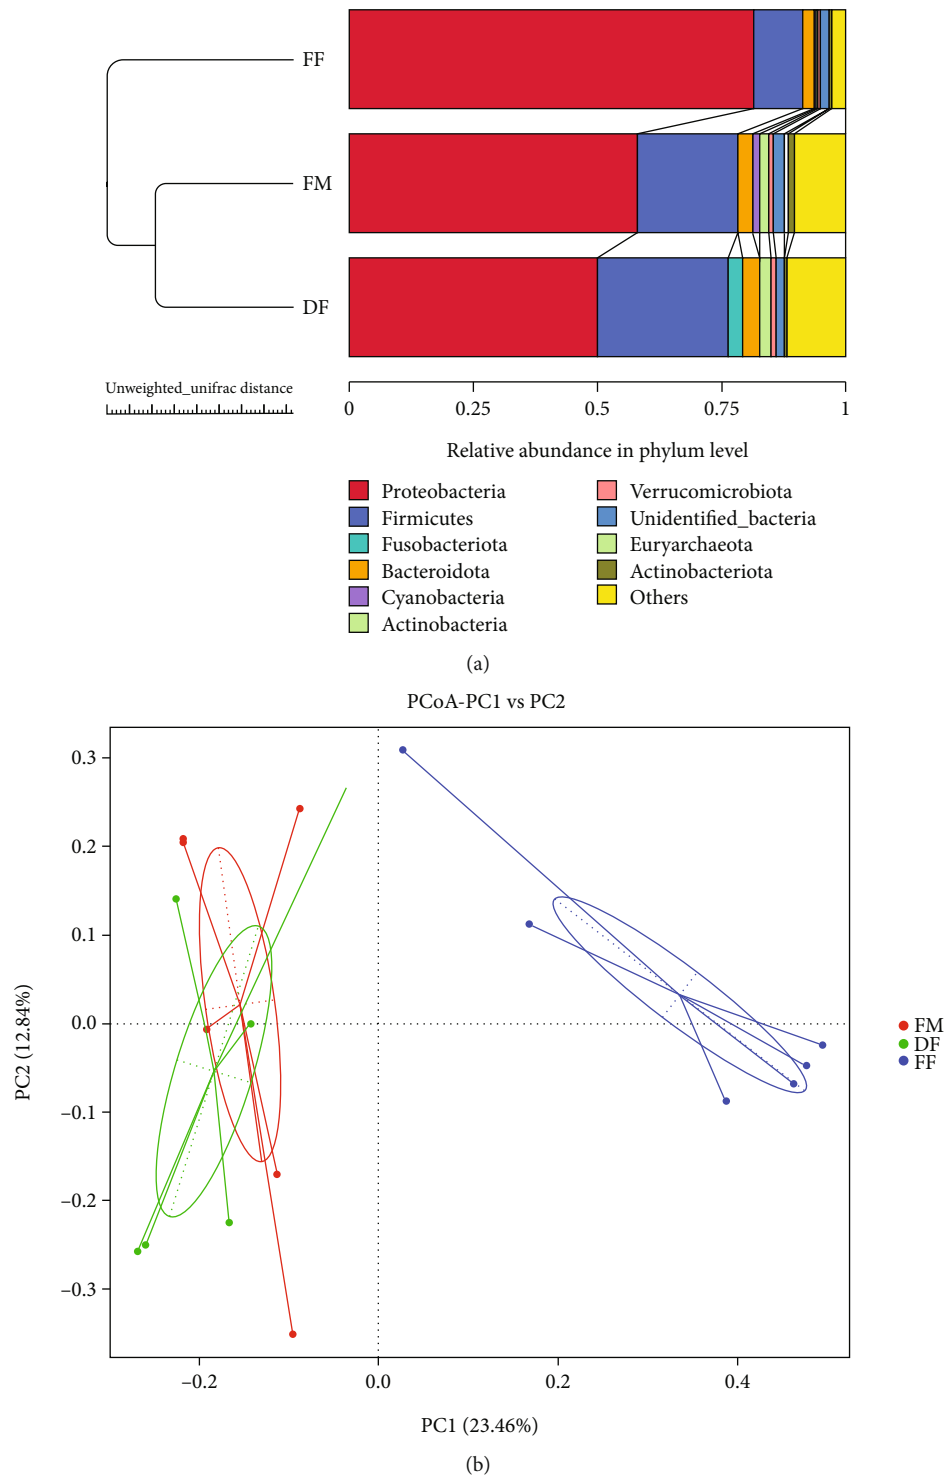 FF
FM
DF
Unweighted_unifrac distance
0 0.25 0.5 0.75 1
Relative abundance in phylum level
Proteobacteria
Firmicutes
Fusobacteriota
Bacteroidota
Cyanobacteria
Actinobacteria
Verrucomicrobiota
Unidentified_bacteria
Euryarchaeota
Actinobacteriota
Others
(a)
PCoA-PC1 vs PC2
0.3
0.2
0.1
0.0
−0.1
−0.2
−0.3
PC2 (12.84%)
−0.2 0.0 0.2 0.4
PC1 (23.46%)
FM
DF
FF
(b)